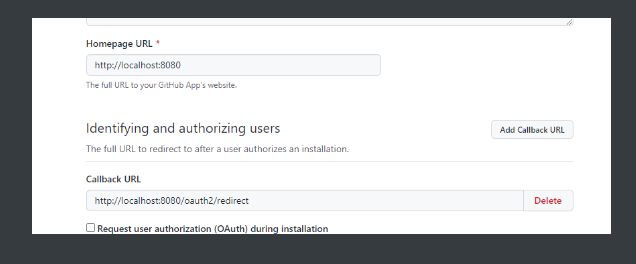 Homepage URL *
http://localhost:8080
The full URL to your GitHub App's website.
Identifying and authorizing users
Add Callback URL
The full URL to redirect to after a user authorizes an installation.
Callback URL
http://localhost:8080/oauth2/redirect
Delete
Request user authorization (OAuth) during installation